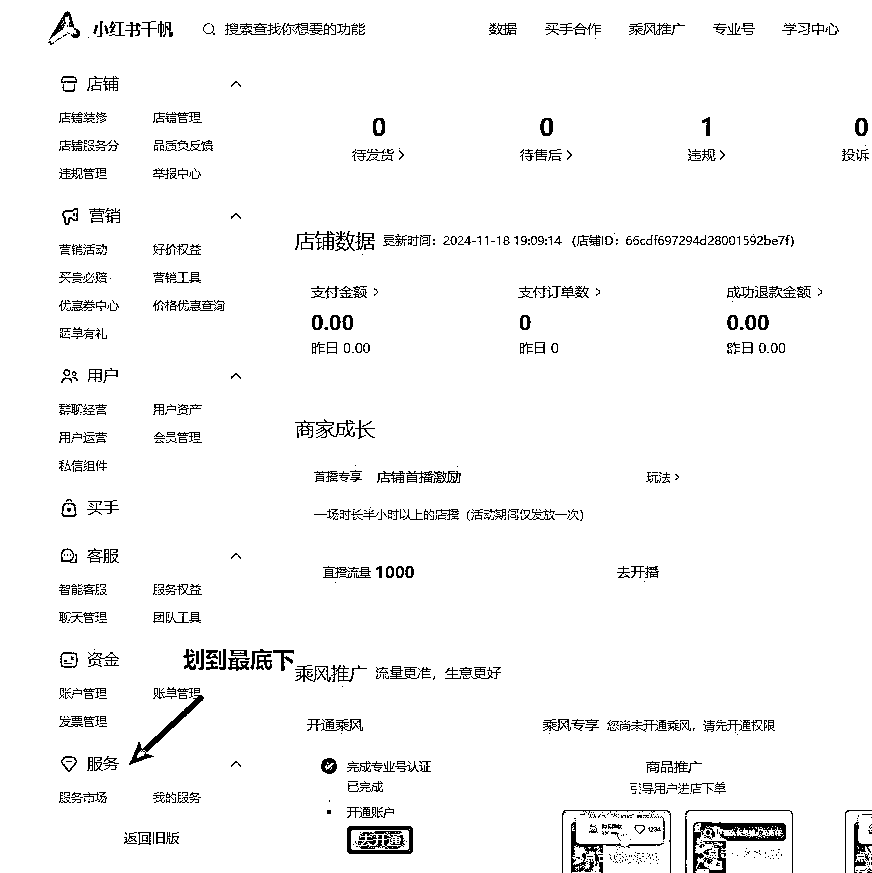 小红书千帆
搜索查找你想要的功能
数据 买手合作 乘风推广 专业号 学习中心
店铺
店铺装修 店铺管理
店铺服务分 品质负反馈
违规管理 举报中心
营销
营销活动 好价权益
买贵必赔 营销工具
优惠券中心 价格优惠查询
晒单有礼
用户
群聊经营 用户资产
用户运营 会员管理
私信组件
买手
客服
智能客服 服务权益
聊天管理 团队工具
资金
账户管理 账单管理
发票管理
服务
服务市场 我的服务
返回旧版
划到最底下
0 0 1 0
待发货 待售后 违规 投诉
店铺数据 更新时间：2024-11-18 19:09:14 （店铺ID：66cdf697294d28001592be7f）
支付金额 支付订单数 成功退款金额
0.00 0 0.00
昨日 0.00 昨日 0 昨日 0.00
商家成长
首播专享 店铺首播激励 玩法
一场时长半小时以上的店播（活动期间仅发放一次）
直播流量 1000 去开播
乘风推广 流量更准，生意更好
开通乘风
完成专业号认证
已完成
开通账户
去开通
乘风专享 您尚未开通乘风，请先开通权限
商品推广
引导用户进店下单
1234